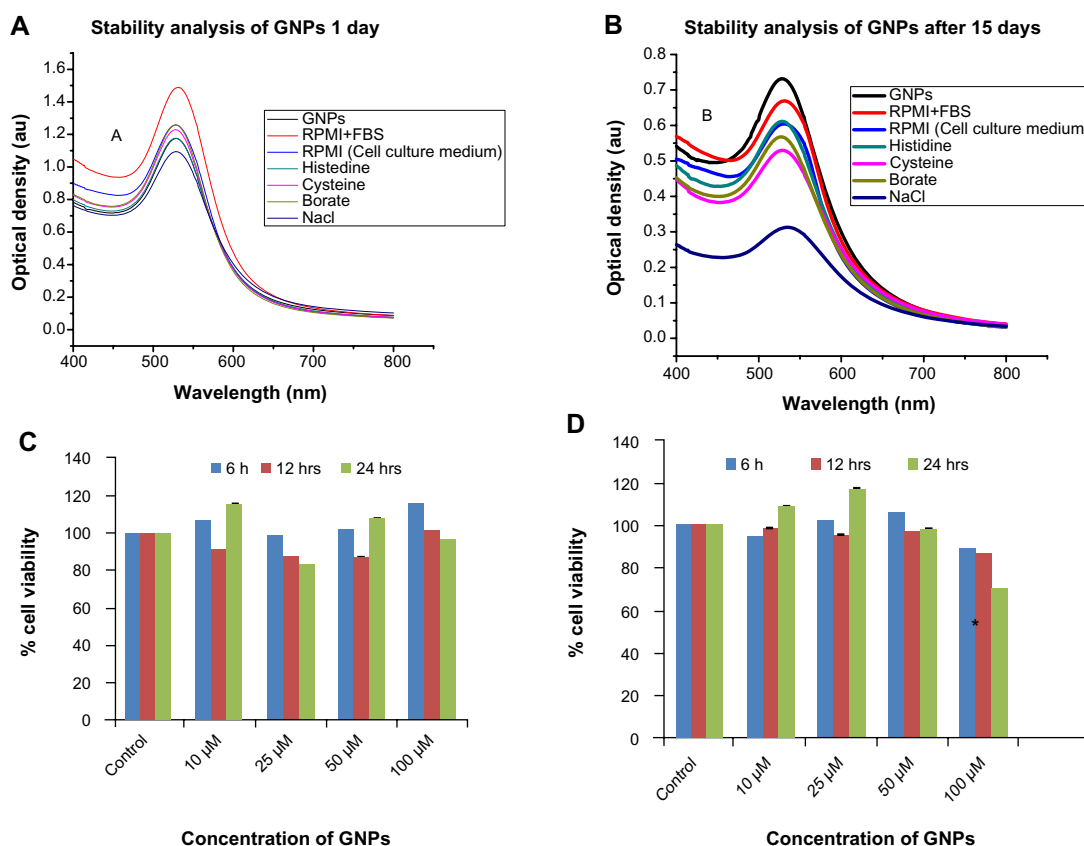 A
Stability analysis of GNPs 1 day
1.6
1.4
1.2
1.0
0.8
0.6
0.4
0.2
0.0
Optical density (au)
A
GNPs
RPMI+FBS
RPMI (Cell culture medium)
Histedine
Cysteine
Borate
Nacl
400 500 600 700 800
Wavelength (nm)
B
Stability analysis of GNPs after 15 days
0.8
0.7
0.6
0.5
0.4
0.3
0.2
0.1
0.0
Optical density (au)
B
GNPs
RPMI+FBS
RPMI (Cell culture medium)
Histidine
Cysteine
Borate
NaCl
400 500 600 700 800
Wavelength (nm)
C
140
120
100
80
60
40
20
0
% cell viability
6 h 12 hrs 24 hrs
Control 10 µM 25 µM 50 µM 100 µM
Concentration of GNPs
D
140
120
100
80
60
40
20
0
% cell viability
6 h 12 hrs 24 hrs
*
Control 10 µM 25 µM 50 µM 100 µM
Concentration of GNPs